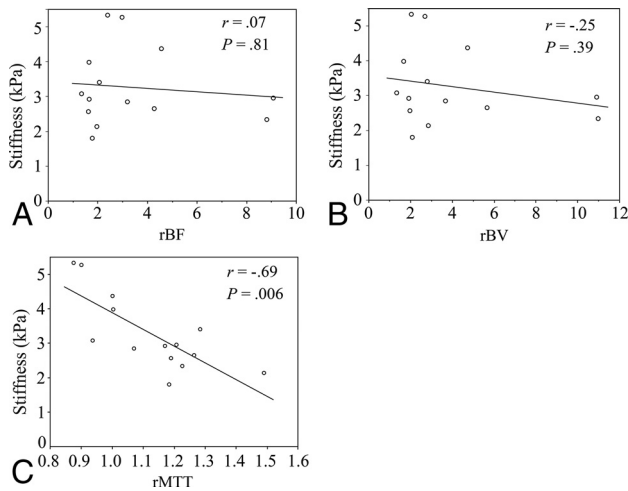 5
4
3
2
1
0
Stiffness (kPa)
r = .07
P = .81
0 2 4 6 8 10
rBF
A
5
4
3
2
1
0
Stiffness (kPa)
r = -.25
P = .39
0 2 4 6 8 10 12
rBV
B
5
4
3
2
1
0
Stiffness (kPa)
r = -.69
P = .006
0.8 0.9 1.0 1.1 1.2 1.3 1.4 1.5 1.6
rMTT
C